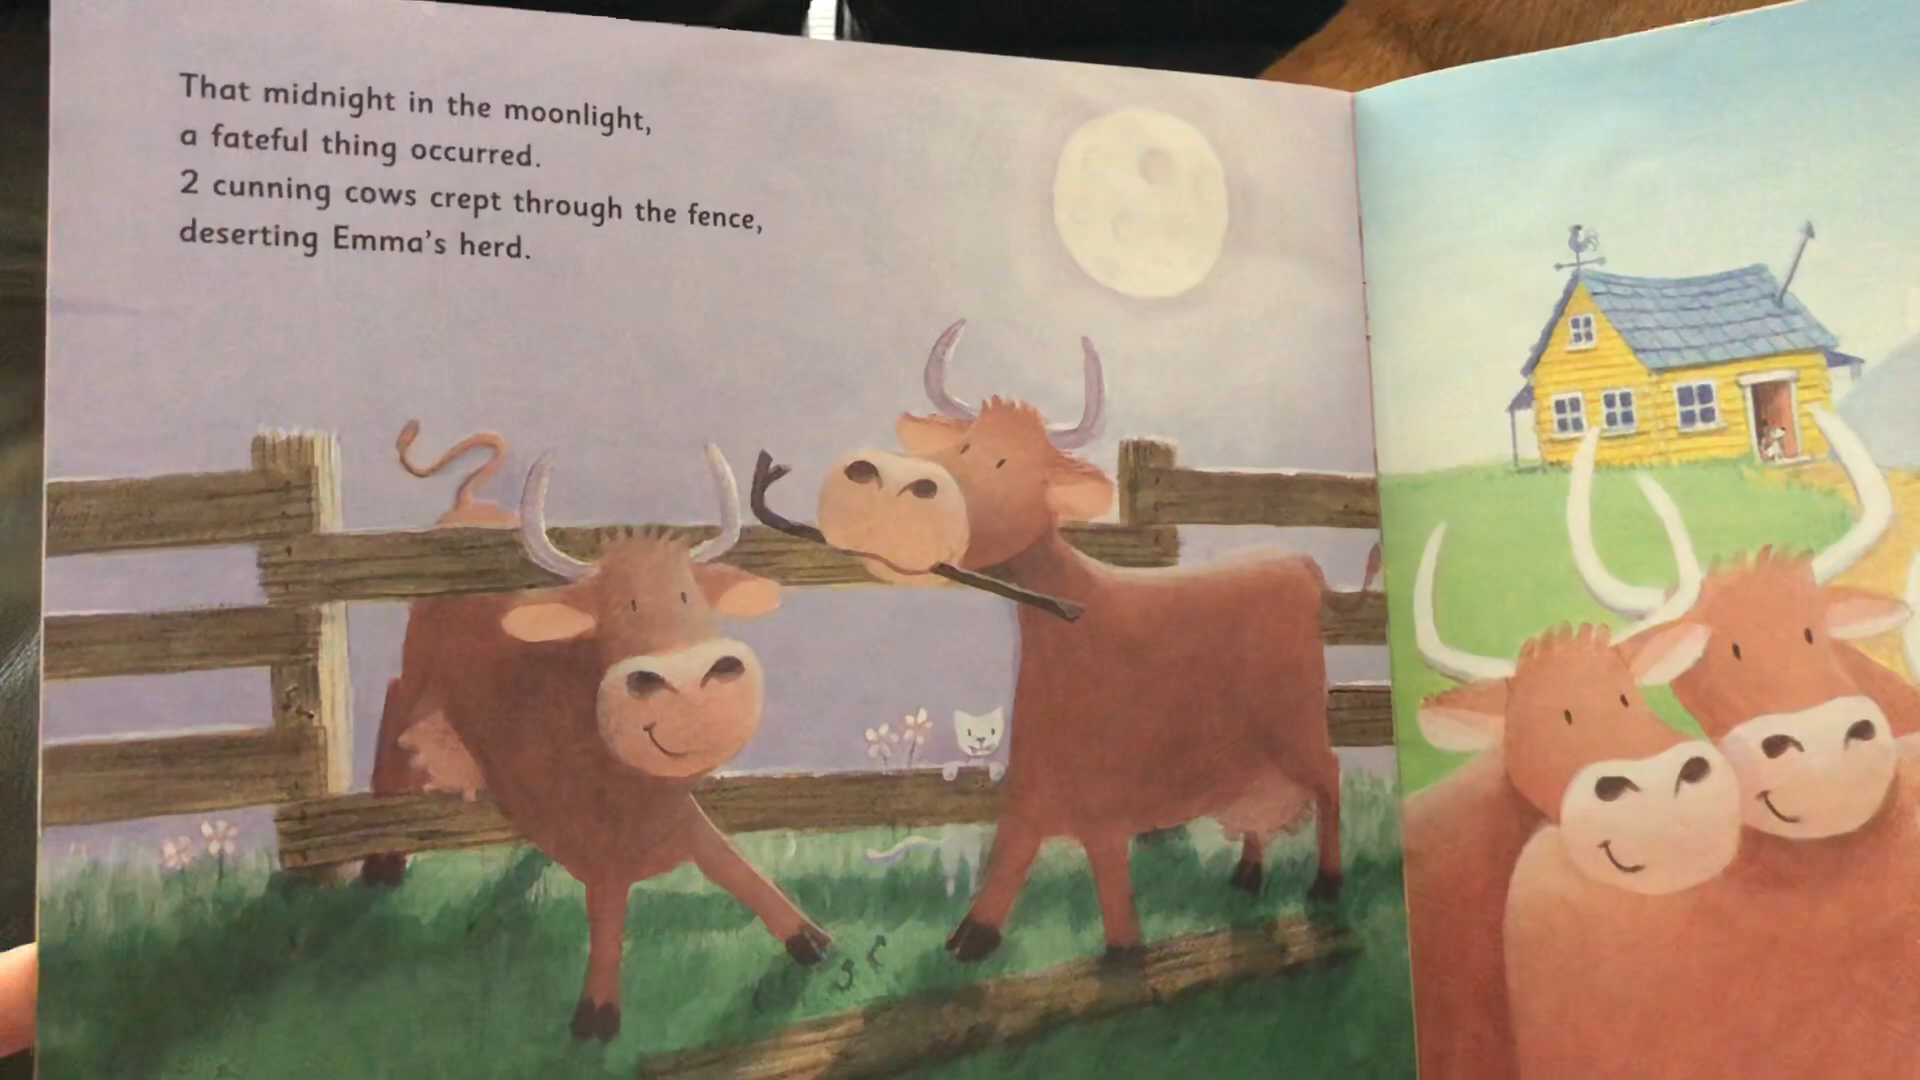 That midnight in the moonlight,
a fateful thing occurred.
2 cunning cows crept through the fence,
deserting Emma's herd.